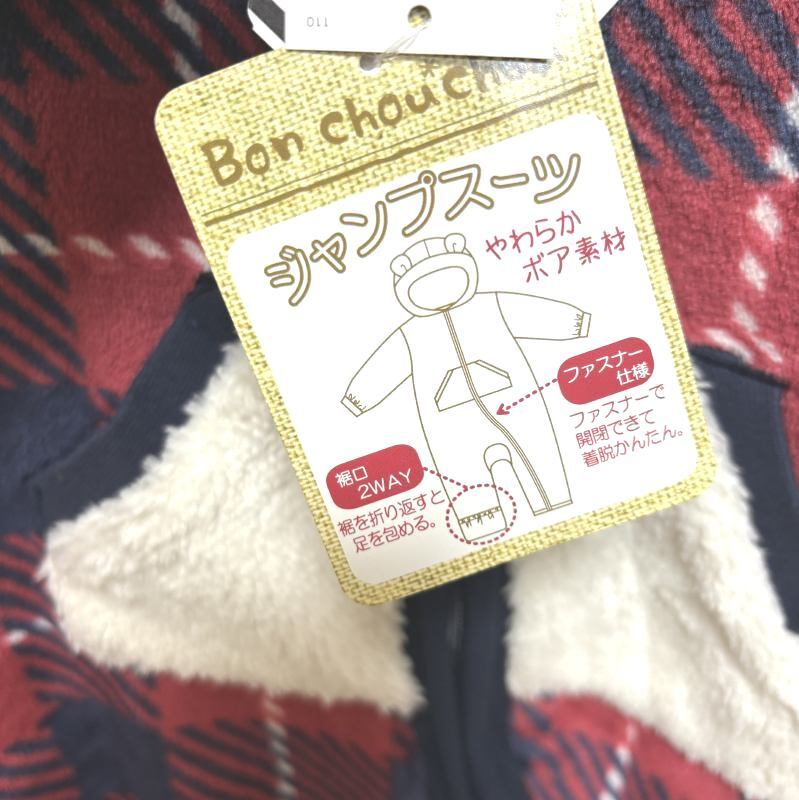 110
Bon chou
ジャンプスーツ
やわらか
ボア素材
ファスナー
仕様
ファスナーで
開閉できて
着脱かんたん。
裾口
2WAY
裾を折り返すと
足を包める。